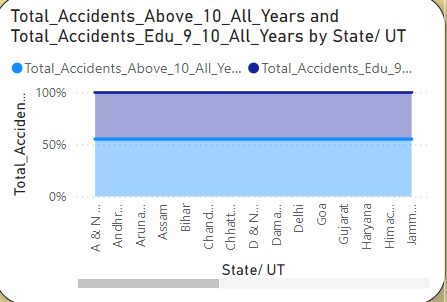 Total_Accidents_Above_10_All_Years and
Total_Accidents_Edu_9_10_All_Years by State/ UT
Total_Accidents_Above_10_All_Ye... Total_Accidents_Edu_9...
100%
50%
0%
Total_Acciden...
A & N ...
Andhr...
Aruna...
Assam
Bihar
Chand...
Chhatt...
D & N...
Dama...
Delhi
Goa
Gujarat
Haryana
Himac...
Jamm...
State/ UT